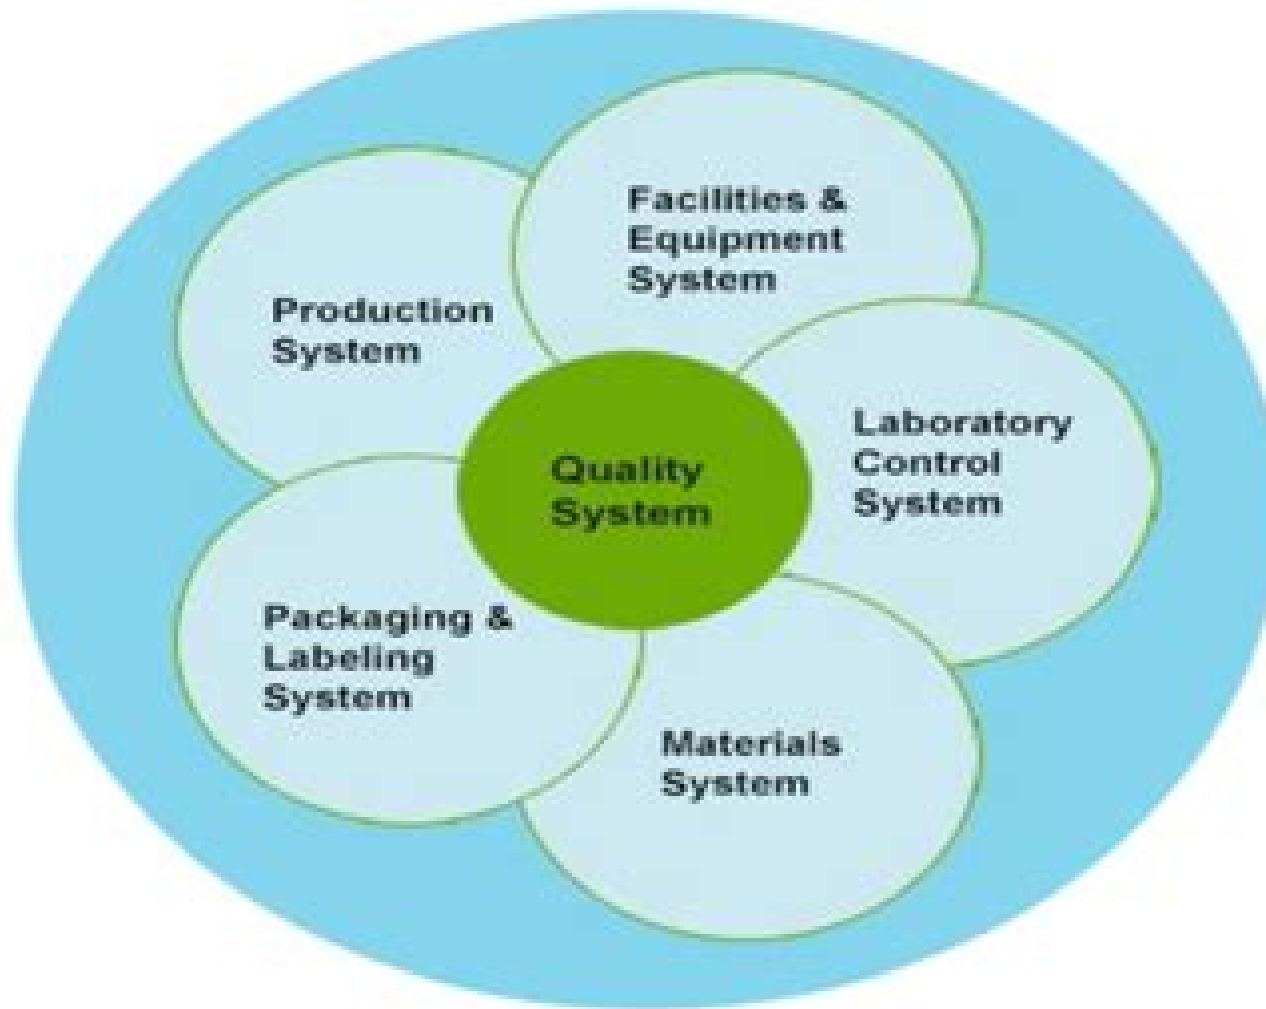 Facilities &
Equipment
System
Production
System
Laboratory
Control
System
Quality
System
Packaging &
Labeling
System
Materials
System